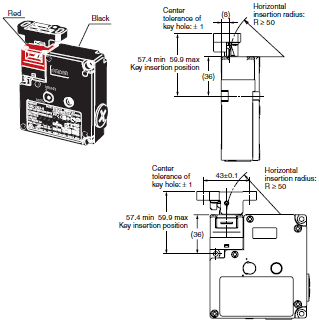 Red
Black
Center
tolerance of
key hole: ± 1
(8)
Horizontal
insertion radius:
R ≥ 50
57.4 min 59.9 max
Key insertion position
(36)
Center
tolerance of
key hole: ± 1
43±0.1
Horizontal
insertion radius:
R ≥ 50
57.4 min 59.9 max
Key insertion position
(36)